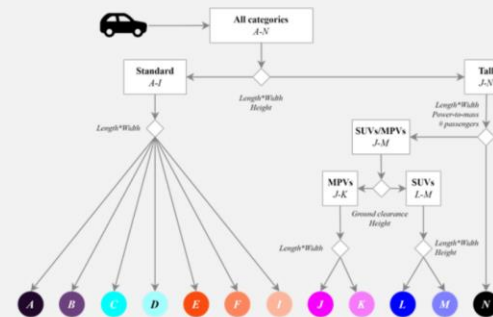 All categories
A-N
Standard
A-I
Length*Width
Height
Tall
J-N
Length*Width
Length*Width
Power-to-mass
# passengers
SUVs/MPVs
J-M
MPVs
J-K
SUVs
L-M
Ground clearance
Height
Length*Width
Length*Width
Height
A B C D E F I J K L M N